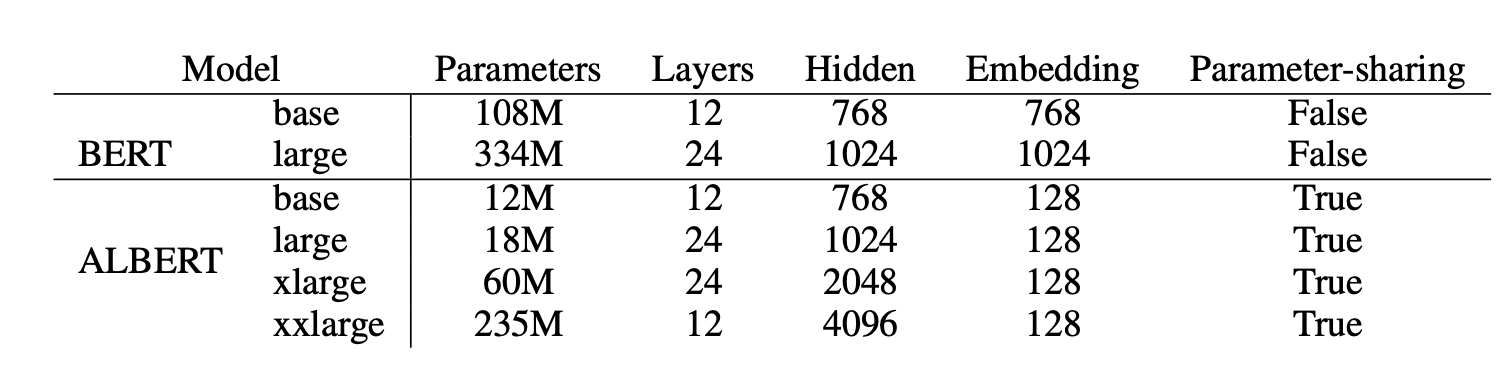 Model Parameters Layers Hidden Embedding Parameter-sharing
base 108M 12 768 768 False
BERT large 334M 24 1024 1024 False
base 12M 12 768 128 True
large 18M 24 1024 128 True
ALBERT
xlarge 60M 24 2048 128 True
xxlarge 235M 12 4096 128 True